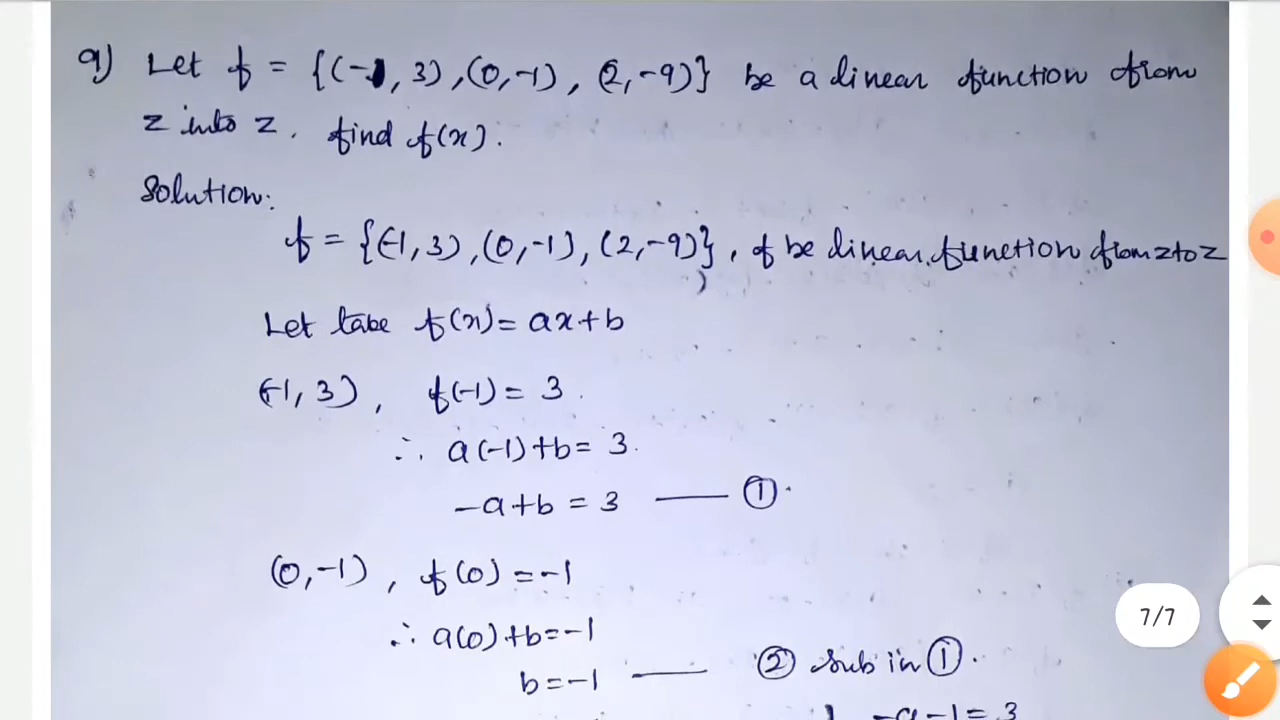 9) Let f = {(-1, 3), (0, -1), (2, -9)} be a linear function from
z into z. find f(x).
Solution:
f = {(-1, 3), (0, -1), (2, -9)}, f be linear function from z to z
Let take f(x) = ax+b
(-1, 3), f(-1) = 3.
∴ a(-1)+b = 3.
-a+b = 3 —— ①.
(0, -1), f(0) = -1
∴ a(0)+b = -1
b = -1 —— ② sub in ①.
-a-1 = 3
7/7